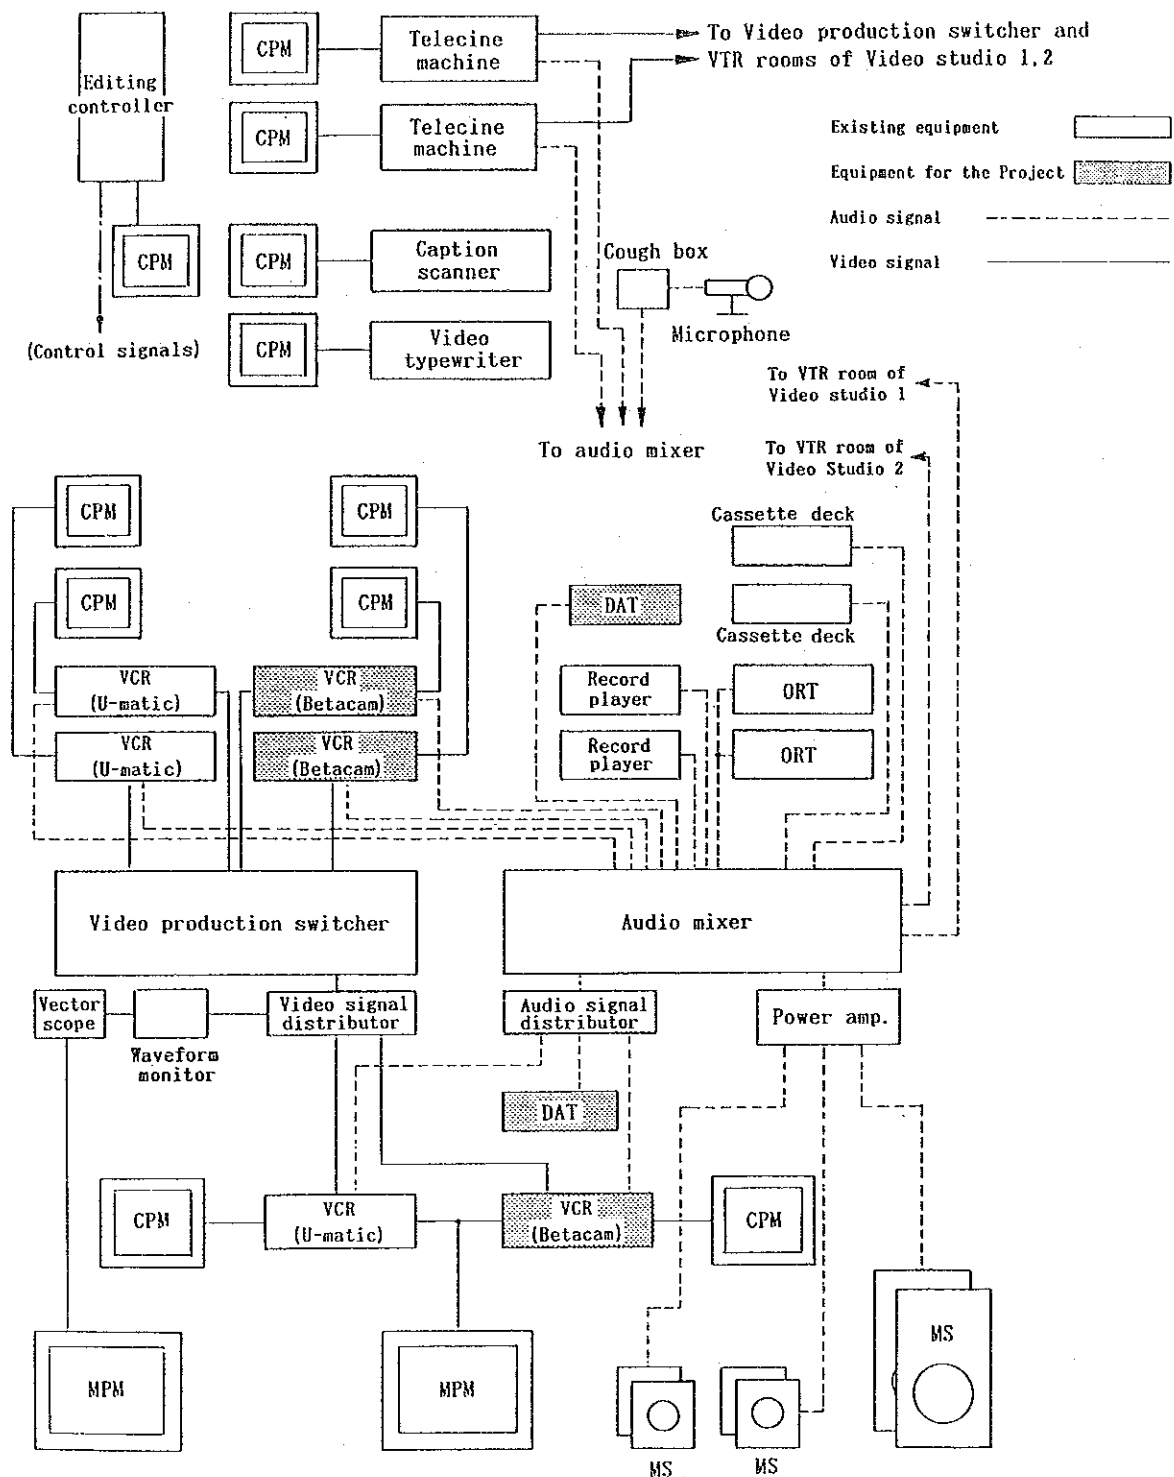 CPM
Telecine
machine
To Video production switcher and
VTR rooms of Video studio 1,2
Editing
controller
CPM
Telecine
machine
Existing equipment
Equipment for the Project
Audio signal
Video signal
CPM
CPM
Caption
scanner
Cough box
Microphone
(Control signals)
CPM
Video
typewriter
To VTR room of
Video studio 1
To audio mixer
To VTR room of
Video Studio 2
CPM
CPM
Cassette deck
CPM
CPM
DAT
Cassette deck
VCR
(U-matic)
VCR
(Betacam)
Record
player
ORT
VCR
(U-matic)
VCR
(Betacam)
Record
player
ORT
Video production switcher
Audio mixer
Vector
scope
Waveform
monitor
Video signal
distributor
Audio signal
distributor
Power amp.
DAT
CPM
VCR
(U-matic)
VCR
(Betacam)
CPM
MPM
MPM
MS
MS
MS